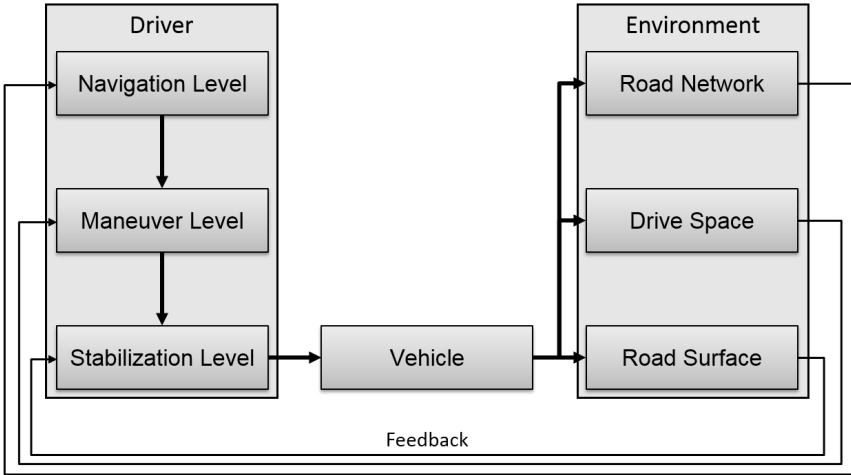 Driver
Navigation Level
Maneuver Level
Stabilization Level
Vehicle
Environment
Road Network
Drive Space
Road Surface
Feedback